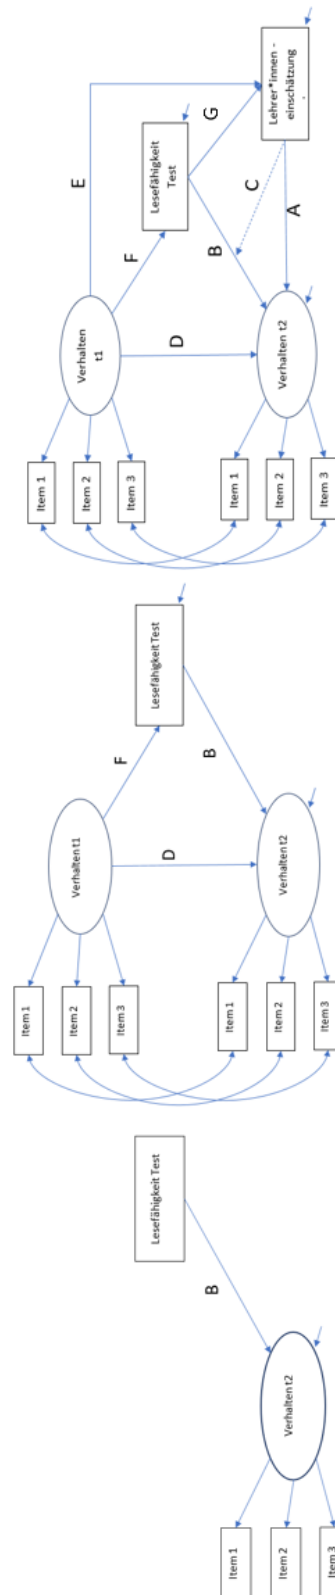 Item 1
Item 2
Item 3
Verhalten t2
B
Lesefähigkeit Test
Item 1
Item 2
Item 3
Verhalten t1
F
Lesefähigkeit Test
D
B
Item 1
Item 2
Item 3
Verhalten t2
Item 1
Item 2
Item 3
Verhalten
t1
E
F
Lesefähigkeit
Test
G
Lehrer*innen -
einschätzung
.
D
B
C
A
Item 1
Item 2
Item 3
Verhalten t2